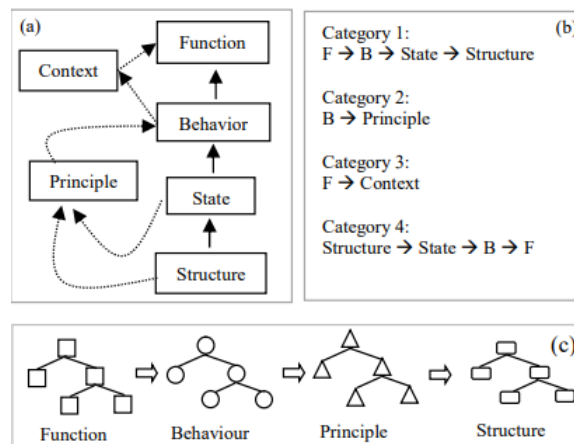 (a)
Function
Context
Behavior
Principle
State
Structure
(b)
Category 1:
F → B → State → Structure
Category 2:
B → Principle
Category 3:
F → Context
Category 4:
Structure → State → B → F
(c)
Function Behaviour Principle Structure